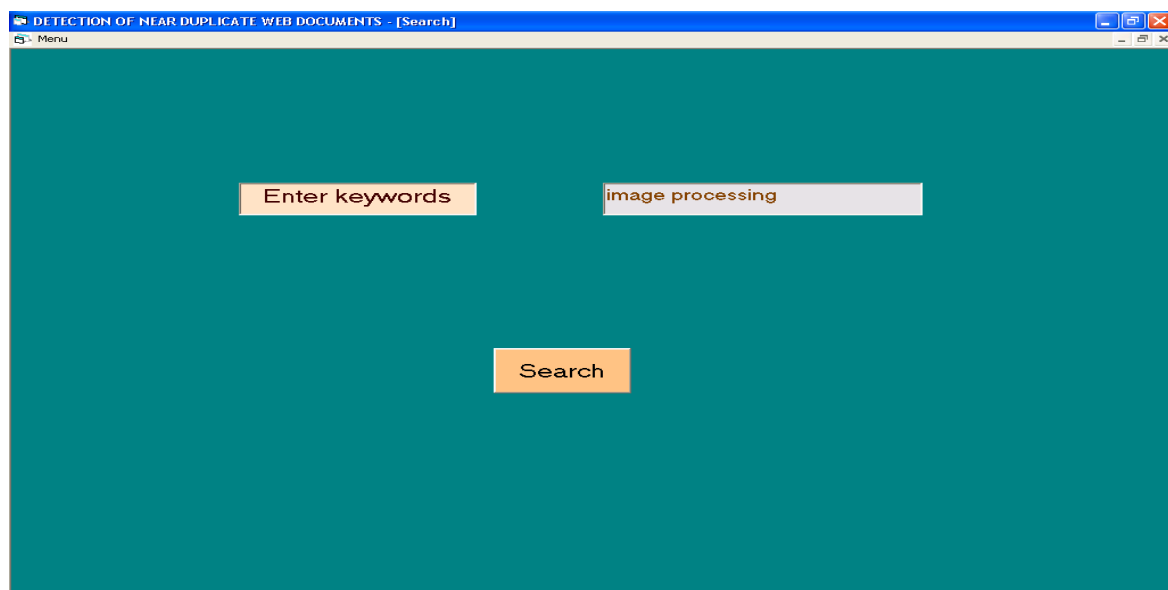 DETECTION OF NEAR DUPLICATE WEB DOCUMENTS - [Search]
Menu
Enter keywords
image processing
Search